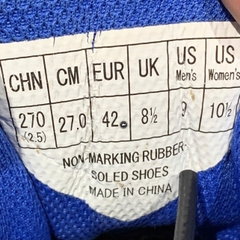 CHN CM EUR UK US Men's US Women's
270 (2.5) 27.0 42 8½ 9 10½
NON-MARKING RUBBER-
SOLED SHOES
MADE IN CHINA